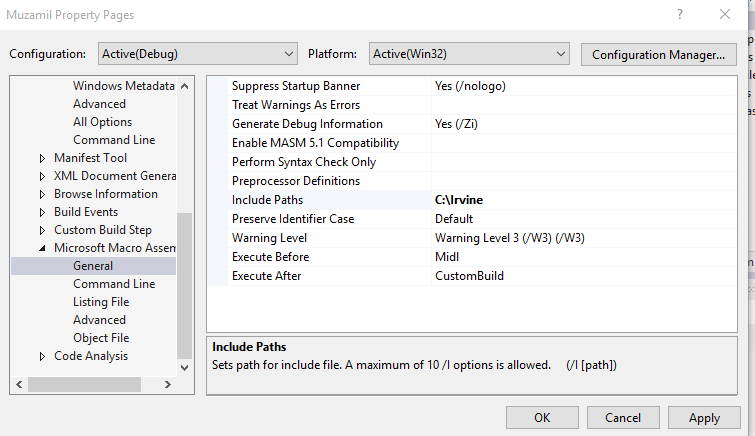 Muzamil Property Pages
? ×
Configuration: Active(Debug) Platform: Active(Win32) Configuration Manager...
Windows Metadata
Advanced
All Options
Command Line
Manifest Tool
XML Document Genera
Browse Information
Build Events
Custom Build Step
Microsoft Macro Assem
General
Command Line
Listing File
Advanced
Object File
Code Analysis
Suppress Startup Banner Yes (/nologo)
Treat Warnings As Errors
Generate Debug Information Yes (/Zi)
Enable MASM 5.1 Compatibility
Perform Syntax Check Only
Preprocessor Definitions
Include Paths C:\Irvine
Preserve Identifier Case Default
Warning Level Warning Level 3 (/W3) (/W3)
Execute Before Midl
Execute After CustomBuild
Include Paths
Sets path for include file. A maximum of 10 /I options is allowed. (/I [path])
OK Cancel Apply